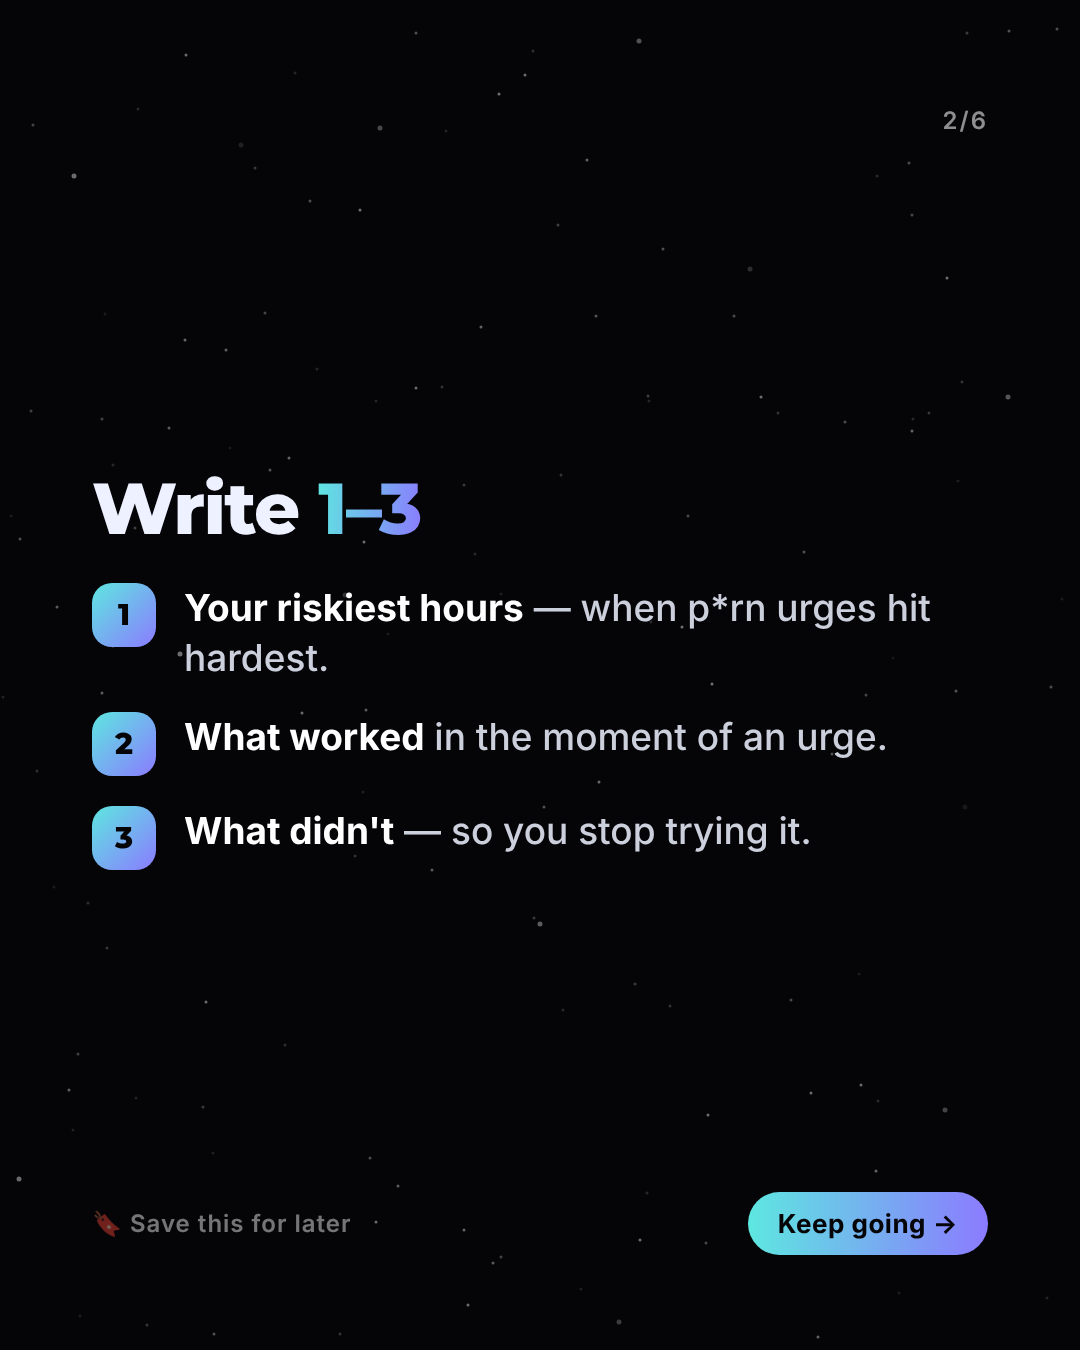 2/6
Write 1–3
1
Your riskiest hours — when p*rn urges hit
hardest.
2
What worked in the moment of an urge.
3
What didn't — so you stop trying it.
🔖 Save this for later
Keep going →